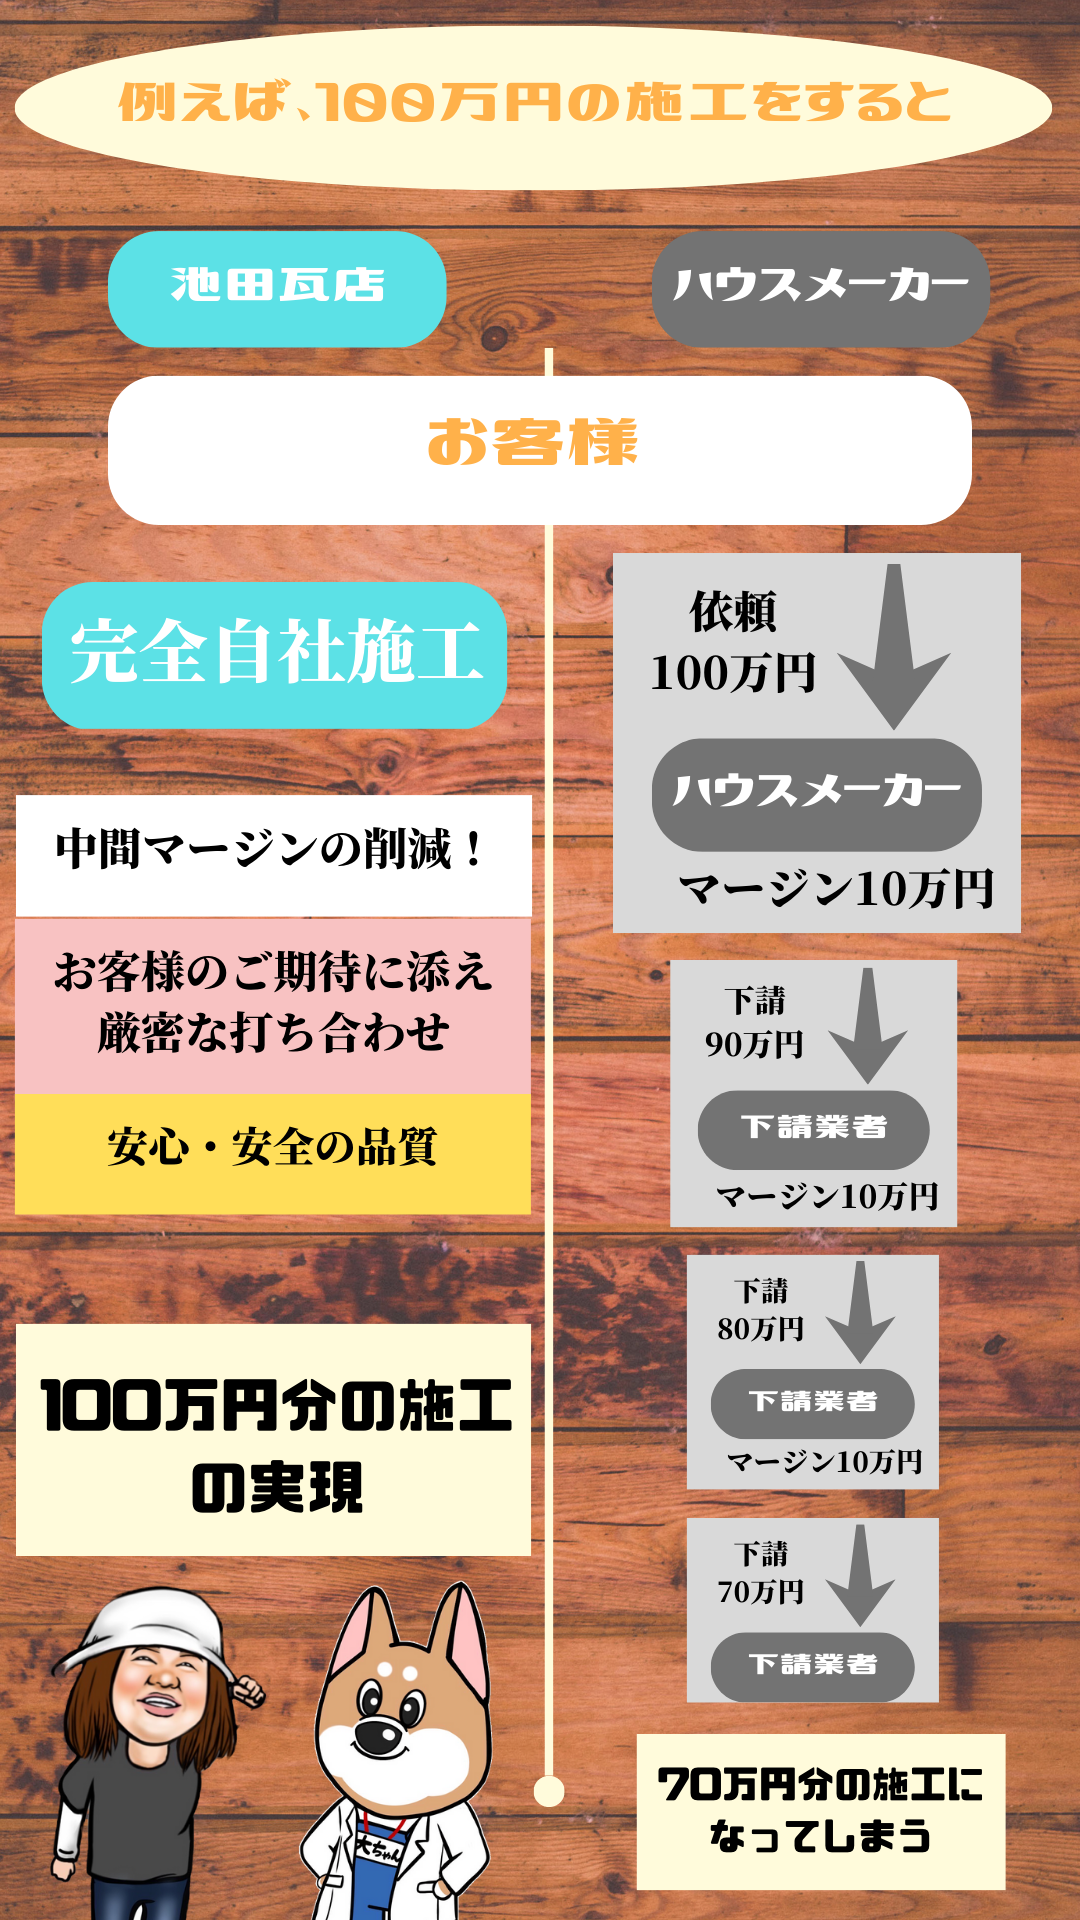 例えば、100万円の施工をすると
池田瓦店
ハウスメーカー
お客様
完全自社施工
中間マージンの削減！
お客様のご期待に添え
厳密な打ち合わせ
安心・安全の品質
100万円分の施工
の実現
依頼
100万円
ハウスメーカー
マージン10万円
下請
90万円
下請業者
マージン10万円
下請
80万円
下請業者
マージン10万円
下請
70万円
下請業者
70万円分の施工に
なってしまう
大ちゃん